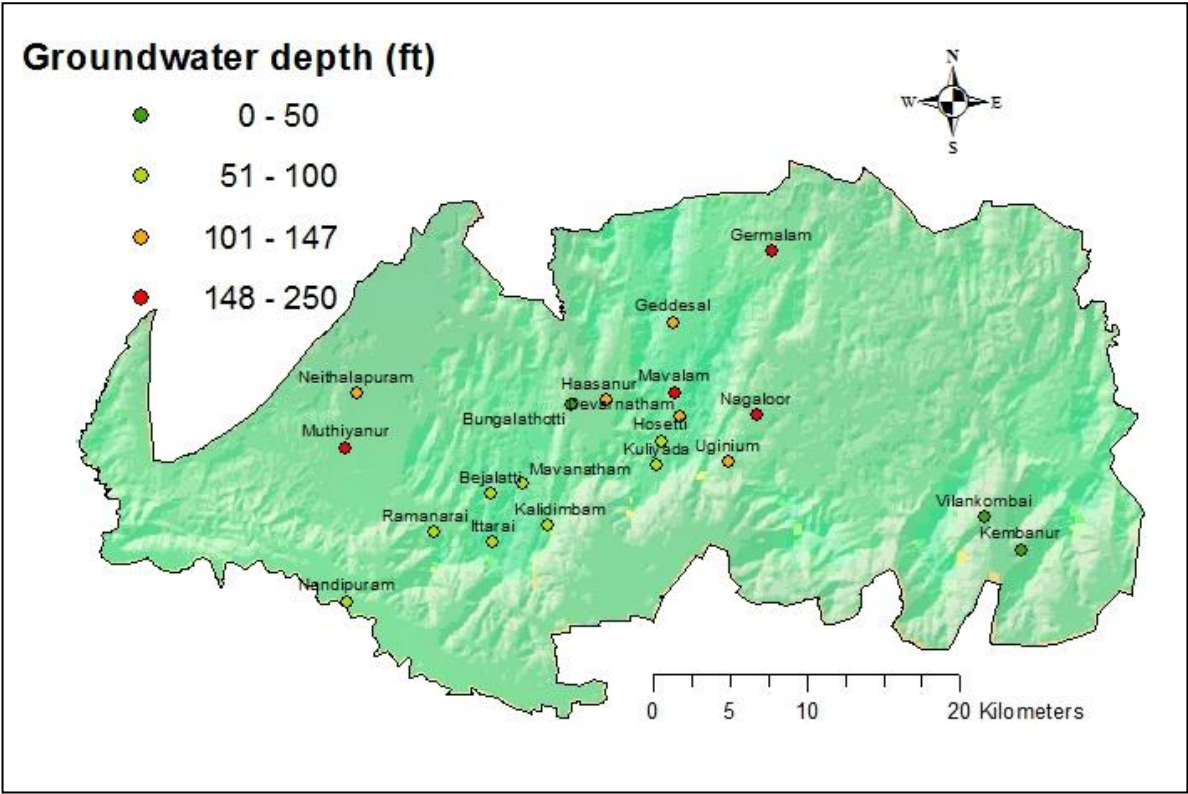 Groundwater depth (ft)
0 - 50
51 - 100
101 - 147
148 - 250
N
W
E
S
Germalam
Geddesal
Neithalapuram
Haasanur
Mavalam
Devarnatham
Nagaloor
Bungalathotti
Muthiyanur
Hosetti
Kuliyada
Uginium
Mavanatham
Bejalatti
Vilankombai
Ramanarai
Kalidimbam
Ittarai
Kembanur
Nandipuram
0 5 10 20 Kilometers